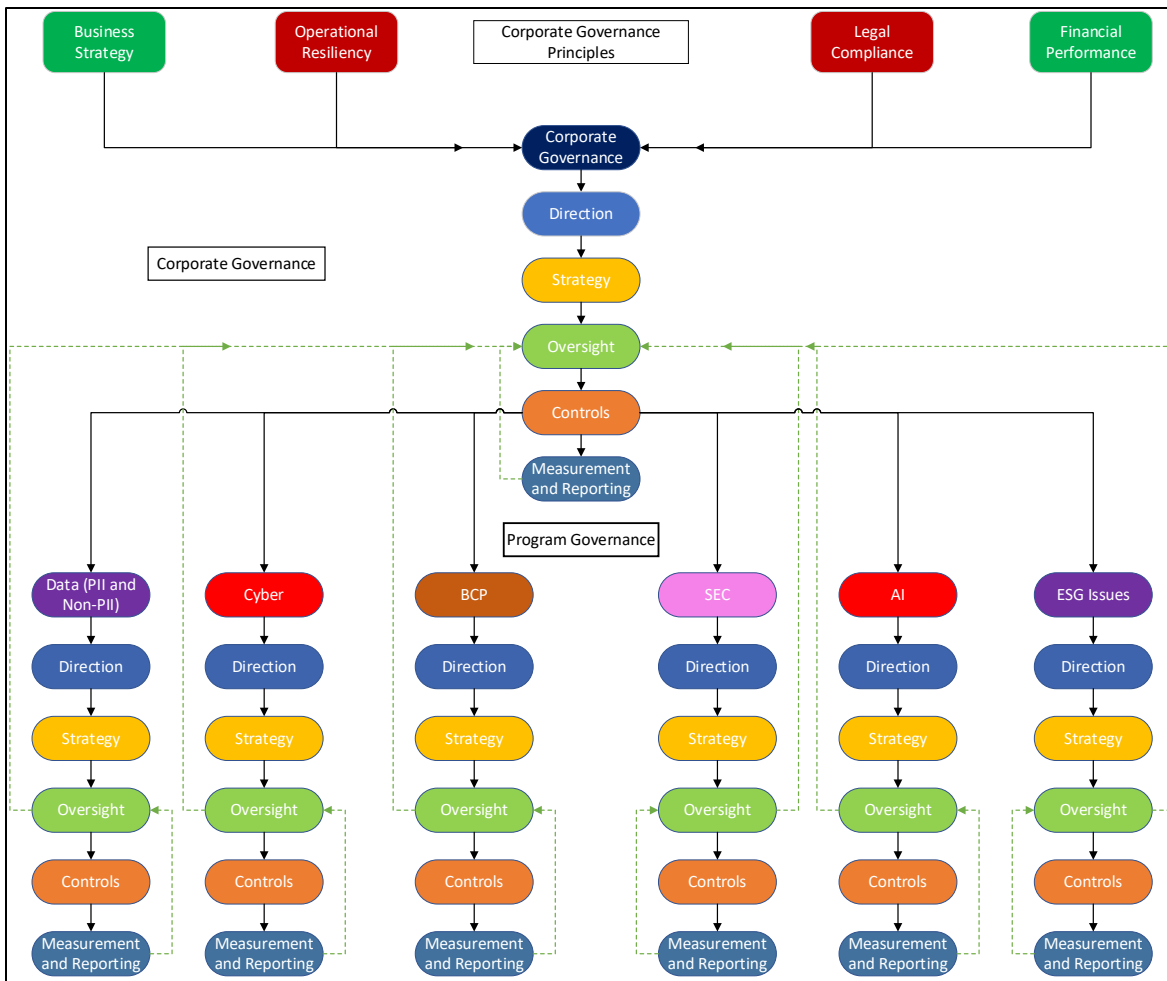 Business
Strategy
Operational
Resiliency
Corporate Governance
Principles
Legal
Compliance
Financial
Performance
Corporate
Governance
Direction
Corporate Governance
Strategy
Oversight
Controls
Measurement
and Reporting
Program Governance
Data (PII and
Non-PII)
Cyber
BCP
SEC
AI
ESG Issues
Direction
Direction
Direction
Direction
Direction
Direction
Strategy
Strategy
Strategy
Strategy
Strategy
Strategy
Oversight
Oversight
Oversight
Oversight
Oversight
Oversight
Controls
Controls
Controls
Controls
Controls
Controls
Measurement
and Reporting
Measurement
and Reporting
Measurement
and Reporting
Measurement
and Reporting
Measurement
and Reporting
Measurement
and Reporting